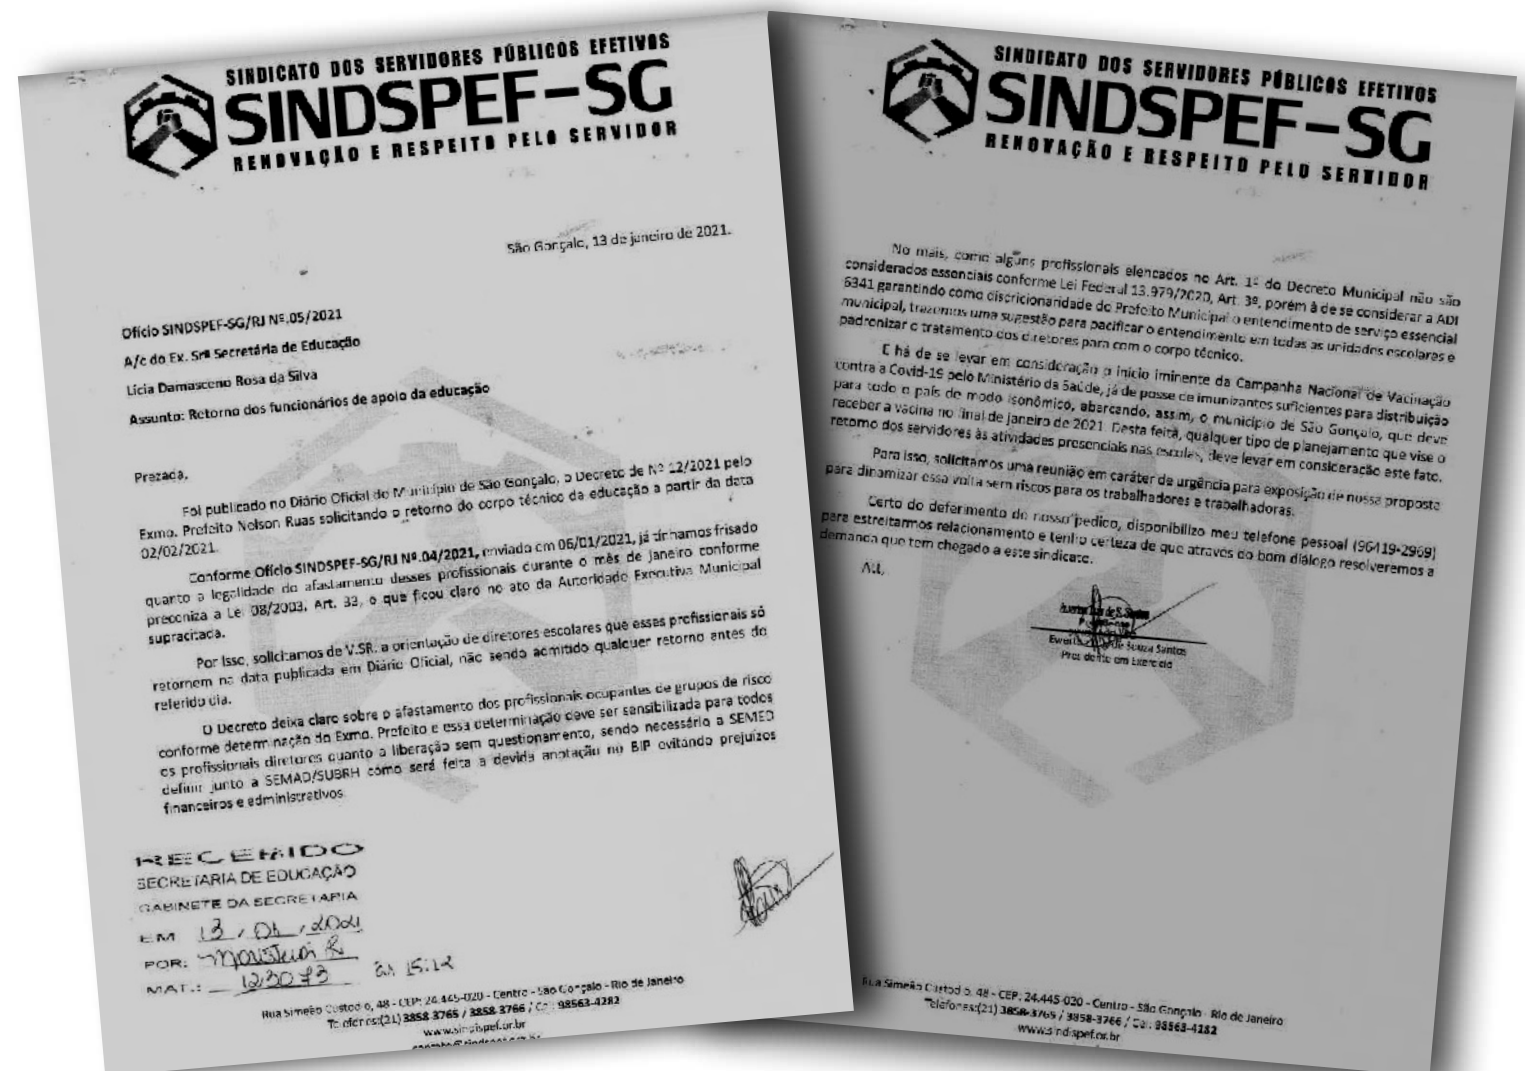 SINDICATO DOS SERVIDORES PÚBLICOS EFETIVOS
SINDSPEF-SG
RENOVAÇÃO E RESPEITO PELO SERVIDOR
São Gonçalo, 13 de janeiro de 2021.
Ofício SINDSPEF-SG/RJ Nº.05/2021
A/c do Ex. Srª Secretária de Educação
Lícia Damasceno Rosa da Silva
Assunto: Retorno dos funcionários de apoio da educação
Prezada,
Foi publicado no Diário Oficial do Município de São Gonçalo, o Decreto de Nº 12/2021 pelo
Exmo. Prefeito Nelson Ruas solicitando o retorno do corpo técnico da educação a partir da data
02/02/2021.
Conforme Ofício SINDSPEF-SG/RJ Nº.04/2021, enviado em 06/01/2021, já tínhamos frisado
quanto a legalidade do afastamento desses profissionais durante o mês de janeiro conforme
preconiza a Lei 08/2003, Art. 33, o que ficou claro no ato da Autoridade Executiva Municipal
supracitada.
Por isso, solicitamos de V.SR. a orientação de diretores escolares que esses profissionais só
retornem na data publicada em Diário Oficial, não sendo admitido qualquer retorno antes do
referido dia.
O Decreto deixa claro sobre o afastamento dos profissionais ocupantes de grupos de risco
conforme determinação do Exmo. Prefeito e essa determinação deve ser sensibilizada para todos
os profissionais diretores quanto a liberação sem questionamento, sendo necessário a SEMED
definir junto a SEMAD/SUBRH como será feita a devida anotação no BIP evitando prejuízos
financeiros e administrativos.
RECEBIDO
SECRETARIA DE EDUCAÇÃO
GABINETE DA SECRETARIA
EM 13 / 01 / 2021
POR:
MAT.: 123073 às 15:12
Rua Simeão Custodio, 48 - CEP: 24.445-020 - Centro - São Gonçalo - Rio de Janeiro
Telefones:(21) 3858-3765 / 3858-3766 / Cel: 98563-4282
www.sindspef.or.br
SINDICATO DOS SERVIDORES PÚBLICOS EFETIVOS
SINDSPEF-SG
RENOVAÇÃO E RESPEITO PELO SERVIDOR
No mais, como alguns profissionais elencados no Art. 1º do Decreto Municipal não são
considerados essenciais conforme Lei Federal 13.979/2020, Art. 3º, porém à de se considerar a ADI
6341 garantindo como discricionaridade do Prefeito Municipal o entendimento de serviço essencial
municipal, trazemos uma sugestão para pacificar o entendimento em todas as unidades escolares e
padronizar o tratamento dos diretores para com o corpo técnico.
E há de se levar em consideração o início iminente da Campanha Nacional de Vacinação
contra a Covid-19 pelo Ministério da Saúde, já de posse de imunizantes suficientes para distribuição
para todo o país de modo isonômico, abarcando, assim, o município de São Gonçalo, que deve
receber a vacina no final de janeiro de 2021. Desta feita, qualquer tipo de planejamento que vise o
retorno dos servidores às atividades presenciais nas escolas, deve levar em consideração este fato.
Para isso, solicitamos uma reunião em caráter de urgência para exposição de nossa proposta
para dinamizar essa volta sem riscos para os trabalhadores e trabalhadoras.
Certo do deferimento do nosso pedido, disponibilizo meu telefone pessoal (96419-2969)
para estreitarmos relacionamento e tenho certeza de que através do bom diálogo resolveremos a
demanda que tem chegado a este sindicato.
Att,
de Souza Santos
Presidente em Exercício
Rua Simeão Custodio, 48 - CEP: 24.445-020 - Centro - São Gonçalo - Rio de Janeiro
Telefones:(21) 3858-3765 / 3858-3766 / Cel: 98563-4282
www.sindspef.or.br